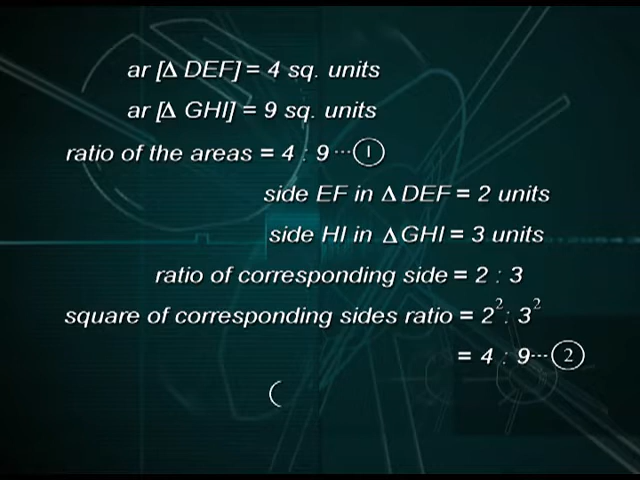 ar [Δ DEF] = 4 sq. units
ar [Δ GHI] = 9 sq. units
ratio of the areas = 4 : 9 ··· ①
side EF in Δ DEF = 2 units
side HI in Δ GHI = 3 units
ratio of corresponding side = 2 : 3
square of corresponding sides ratio = 2² : 3²
= 4 : 9 ··· ②